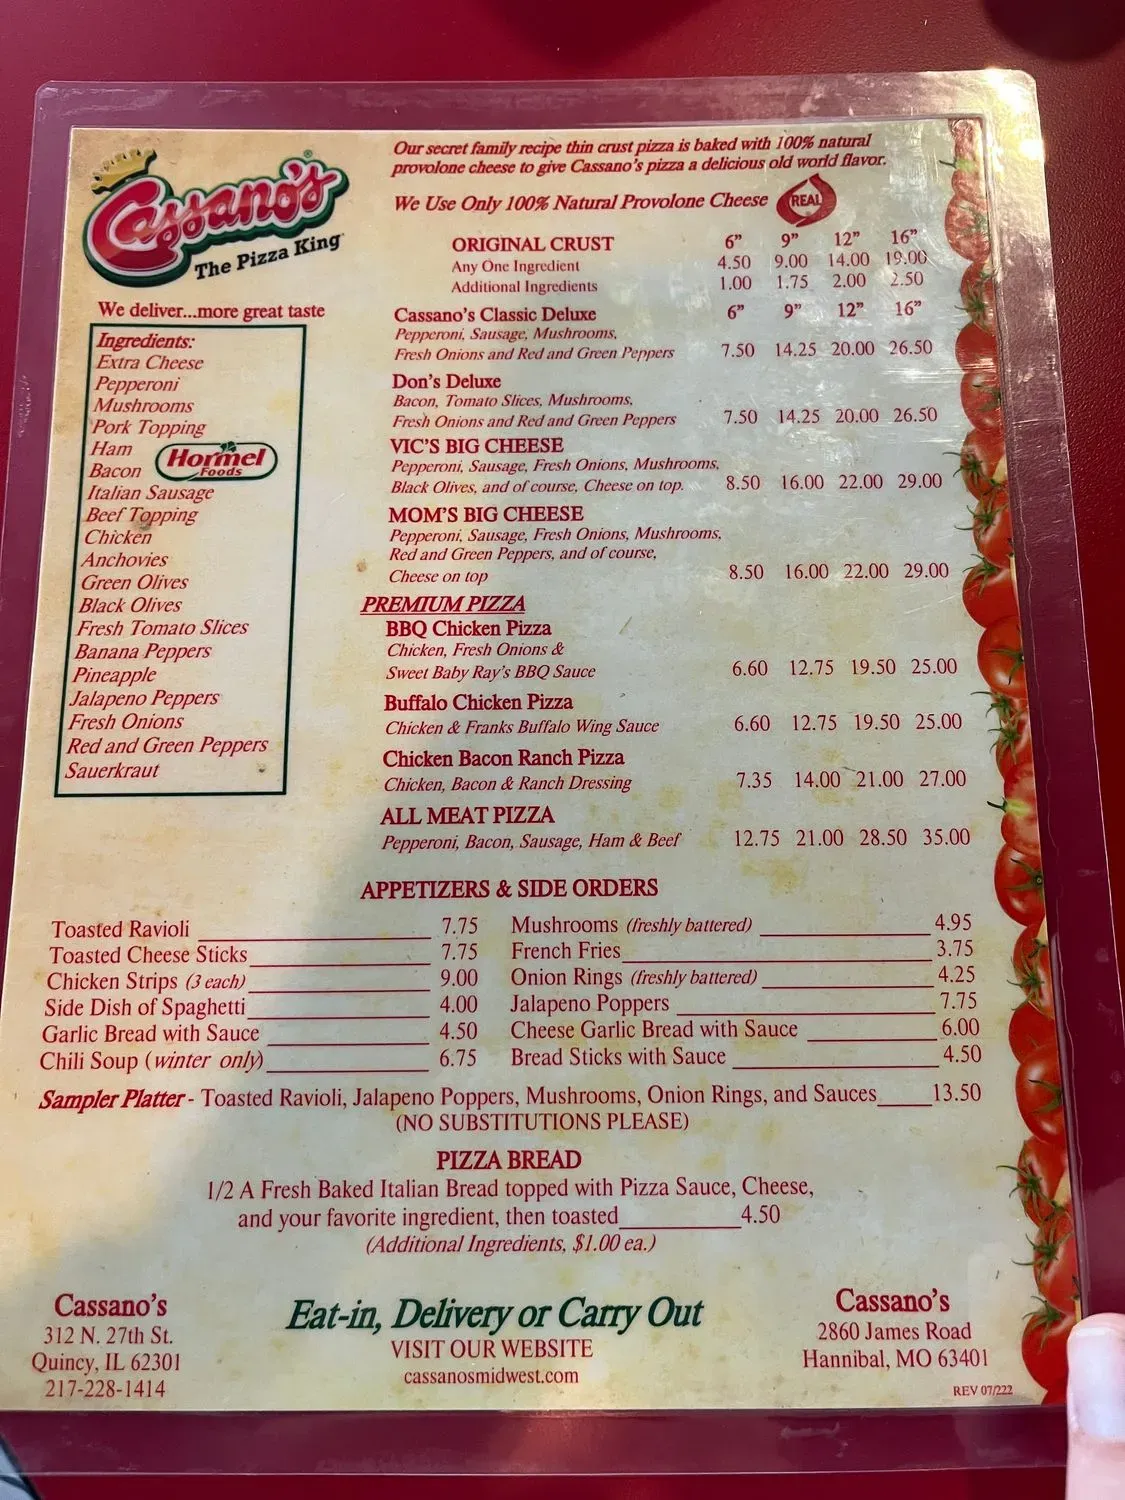 Cassano's ®
The Pizza King
We deliver...more great taste
Ingredients:
Extra Cheese
Pepperoni
Mushrooms
Pork Topping
Ham
Bacon
Hormel
Foods
Italian Sausage
Beef Topping
Chicken
Anchovies
Green Olives
Black Olives
Fresh Tomato Slices
Banana Peppers
Pineapple
Jalapeno Peppers
Fresh Onions
Red and Green Peppers
Sauerkraut
Our secret family recipe thin crust pizza is baked with 100% natural
provolone cheese to give Cassano's pizza a delicious old world flavor.
We Use Only 100% Natural Provolone Cheese REAL
ORIGINAL CRUST 6" 9" 12" 16"
Any One Ingredient 4.50 9.00 14.00 19.00
Additional Ingredients 1.00 1.75 2.00 2.50
Cassano's Classic Deluxe 6" 9" 12" 16"
Pepperoni, Sausage, Mushrooms,
Fresh Onions and Red and Green Peppers 7.50 14.25 20.00 26.50
Don's Deluxe
Bacon, Tomato Slices, Mushrooms,
Fresh Onions and Red and Green Peppers 7.50 14.25 20.00 26.50
VIC'S BIG CHEESE
Pepperoni, Sausage, Fresh Onions, Mushrooms,
Black Olives, and of course, Cheese on top. 8.50 16.00 22.00 29.00
MOM'S BIG CHEESE
Pepperoni, Sausage, Fresh Onions, Mushrooms,
Red and Green Peppers, and of course,
Cheese on top 8.50 16.00 22.00 29.00
PREMIUM PIZZA
BBQ Chicken Pizza
Chicken, Fresh Onions &
Sweet Baby Ray's BBQ Sauce 6.60 12.75 19.50 25.00
Buffalo Chicken Pizza
Chicken & Franks Buffalo Wing Sauce 6.60 12.75 19.50 25.00
Chicken Bacon Ranch Pizza
Chicken, Bacon & Ranch Dressing 7.35 14.00 21.00 27.00
ALL MEAT PIZZA
Pepperoni, Bacon, Sausage, Ham & Beef 12.75 21.00 28.50 35.00
APPETIZERS & SIDE ORDERS
Toasted Ravioli 7.75
Toasted Cheese Sticks 7.75
Chicken Strips (3 each) 9.00
Side Dish of Spaghetti 4.00
Garlic Bread with Sauce 4.50
Chili Soup (winter only) 6.75
Mushrooms (freshly battered) 4.95
French Fries 3.75
Onion Rings (freshly battered) 4.25
Jalapeno Poppers 7.75
Cheese Garlic Bread with Sauce 6.00
Bread Sticks with Sauce 4.50
Sampler Platter - Toasted Ravioli, Jalapeno Poppers, Mushrooms, Onion Rings, and Sauces 13.50
(NO SUBSTITUTIONS PLEASE)
PIZZA BREAD
1/2 A Fresh Baked Italian Bread topped with Pizza Sauce, Cheese,
and your favorite ingredient, then toasted 4.50
(Additional Ingredients, $1.00 ea.)
Cassano's
312 N. 27th St.
Quincy, IL 62301
217-228-1414
Eat-in, Delivery or Carry Out
VISIT OUR WEBSITE
cassanosmidwest.com
Cassano's
2860 James Road
Hannibal, MO 63401
REV 07/222